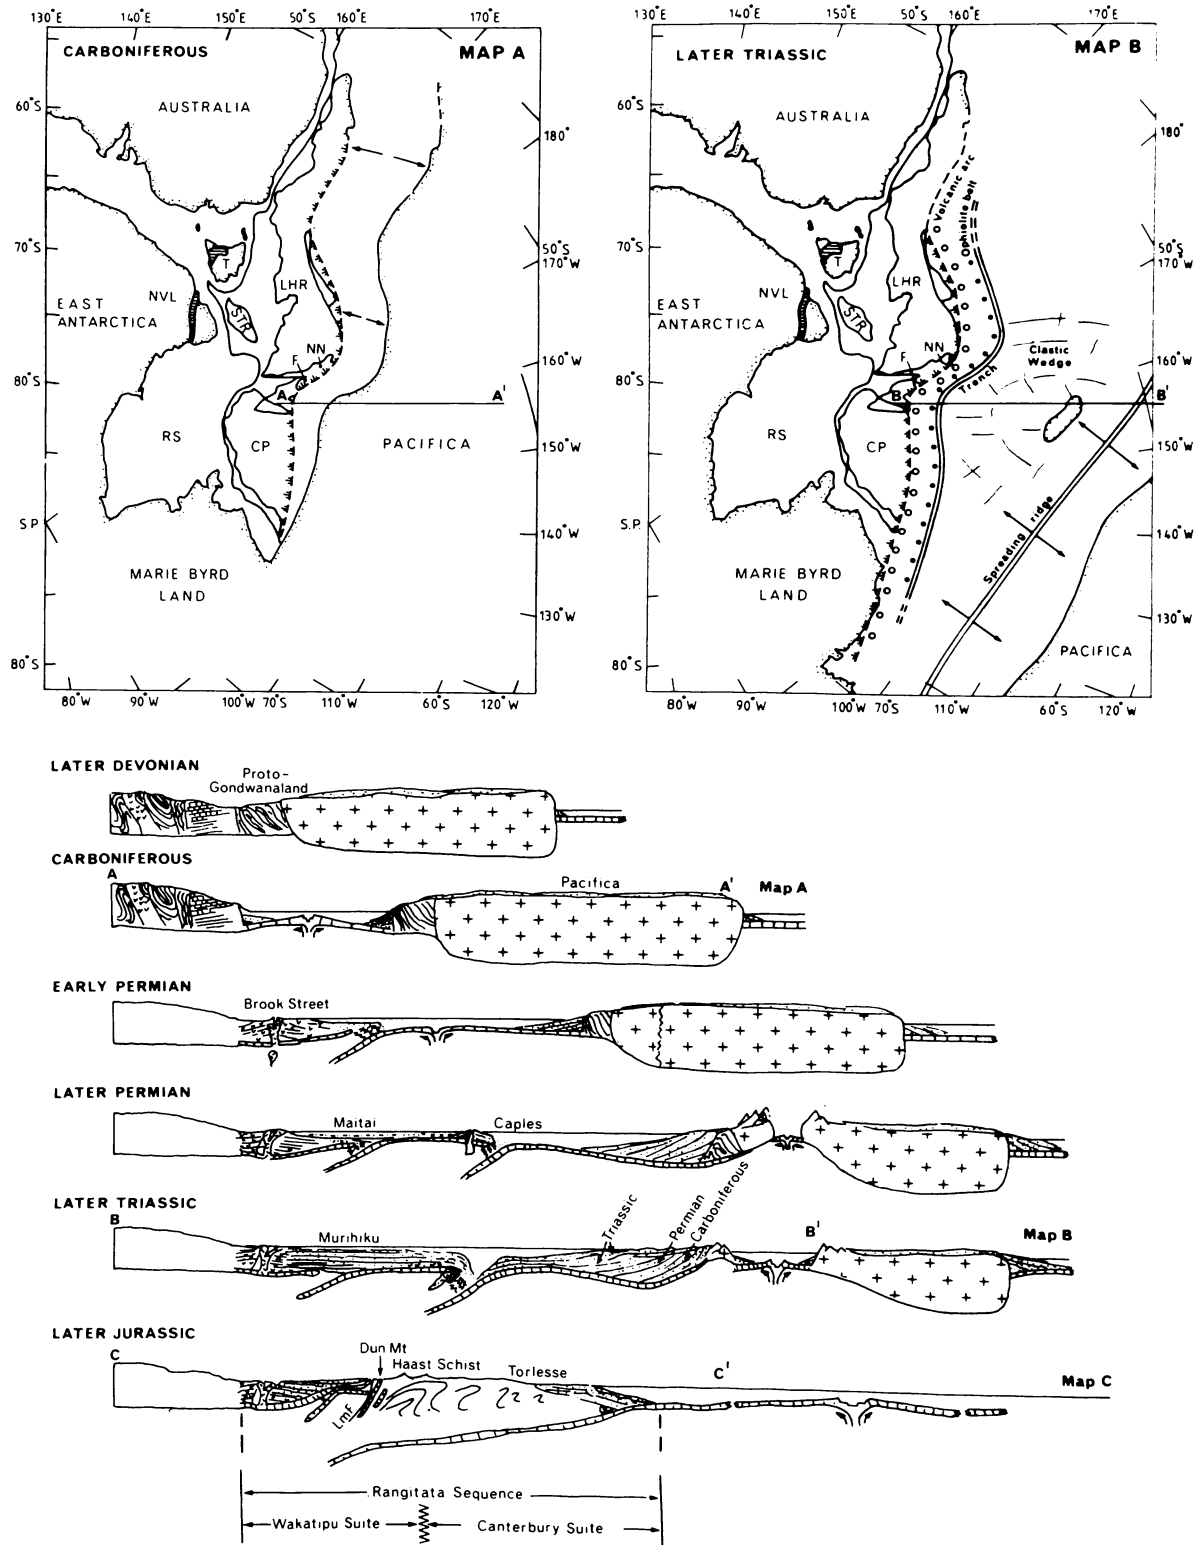 130°E 140°E 150°E 50°S 160°E 170°E
CARBONIFEROUS MAP A
60°S
AUSTRALIA
180°
70°S
T
50°S
170°W
LHR
NVL
EAST
ANTARCTICA
STR
NN
F
160°W
80°S
A A'
RS CP PACIFICA
150°W
S.P.
140°W
MARIE BYRD
LAND
130°W
80°S
80°W 90°W 100°W 70°S 110°W 60°S 120°W
130°E 140°E 150°E 50°S 160°E 170°E
LATER TRIASSIC MAP B
60°S
AUSTRALIA
180°
Volcanic arc
Ophiolite belt
70°S
T
50°S
170°W
LHR
NVL
EAST
ANTARCTICA
STR
NN
F
Clastic
Wedge
160°W
Trench
80°S
B B'
RS CP
150°W
S.P.
Spreading ridge
140°W
MARIE BYRD
LAND
130°W
PACIFICA
80°S
80°W 90°W 100°W 70°S 110°W 60°S 120°W
LATER DEVONIAN
Proto-
Gondwanaland
CARBONIFEROUS
A Pacifica A' Map A
EARLY PERMIAN
Brook Street
LATER PERMIAN
Maitai Caples
LATER TRIASSIC
Triassic Permian Carboniferous
B Murihiku B' Map B
LATER JURASSIC
C Dun Mt Haast Schist Torlesse C' Map C
LmF
Rangitata Sequence
Wakatipu Suite Canterbury Suite